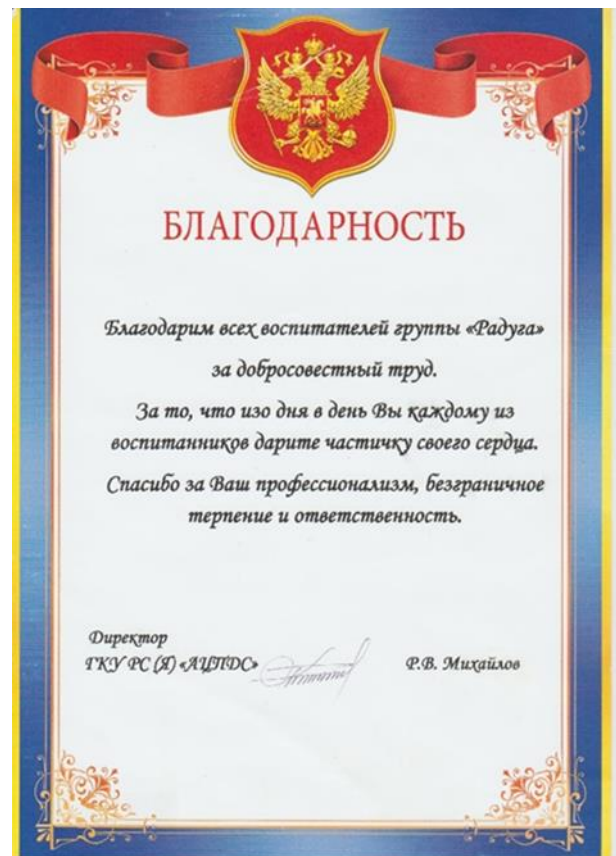 БЛАГОДАРНОСТЬ
Благодарим всех воспитателей группы «Радуга»
за добросовестный труд.
За то, что изо дня в день Вы каждому из
воспитанников дарите частичку своего сердца.
Спасибо за Ваш профессионализм, безграничное
терпение и ответственность.
Директор
ГКУ РС (Я) «АЦПДС» Р.В. Михайлов